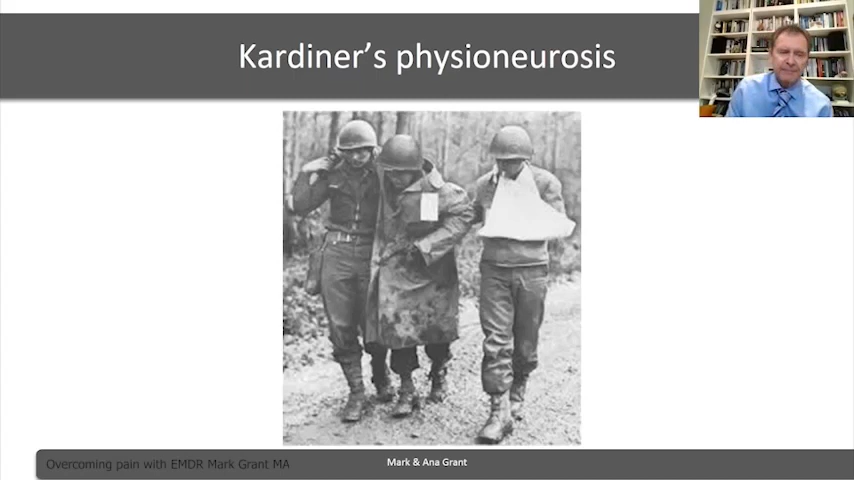 Kardiner's physioneurosis
Overcoming pain with EMDR Mark Grant MA
Mark & Ana Grant